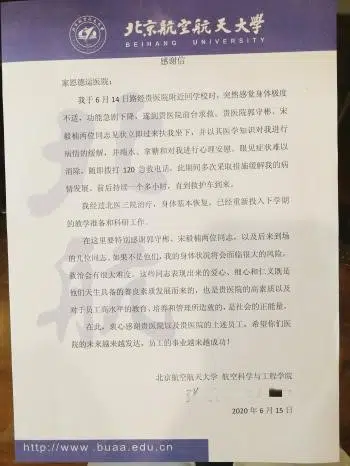 北京航空航天大学
BEIHANG UNIVERSITY
感谢信
家恩德运医院:
我于 6 月 14 日路经贵医院附近回学校时,突然感觉身体极度
不适,功能急剧下降,遂到贵医院前台求救。贵医院郭守彬、宋
毅楠两位同志见状立即过来扶我坐下,并以其医学知识对我进行
病情的缓解,并端水、拿糖和对我进行心理安慰。眼见症状难以
消除,随即拨打 120 急救电话。此期间多次采取措施缓解我的病
情发展,前后持续一个多小时,直到救护车到来。
我经过北医三院治疗,身体基本恢复。已经重新投入下学期
的教学准备和科研工作。
在这里要特别感谢郭守彬、宋毅楠两位同志,以及后来到场
的几位同志。如果不是他们,我的身体状况将会面临很大的风险,
救治会有很大难度。这些同志表现出来的爱心、细心和仁义既是
他们天生具备的善良素质发展而来的,也是贵医院的高素质以及
对于员工高水平的教育、培养和管理所造就的,是社会的正能量。
在此,衷心感谢贵医院以及贵医院的上述员工,希望你们医
院的未来越来越发达,员工的事业越来越成功!
北京航空航天大学 航空科学与工程学院
2020 年 6 月 15 日
http://www.buaa.edu.cn